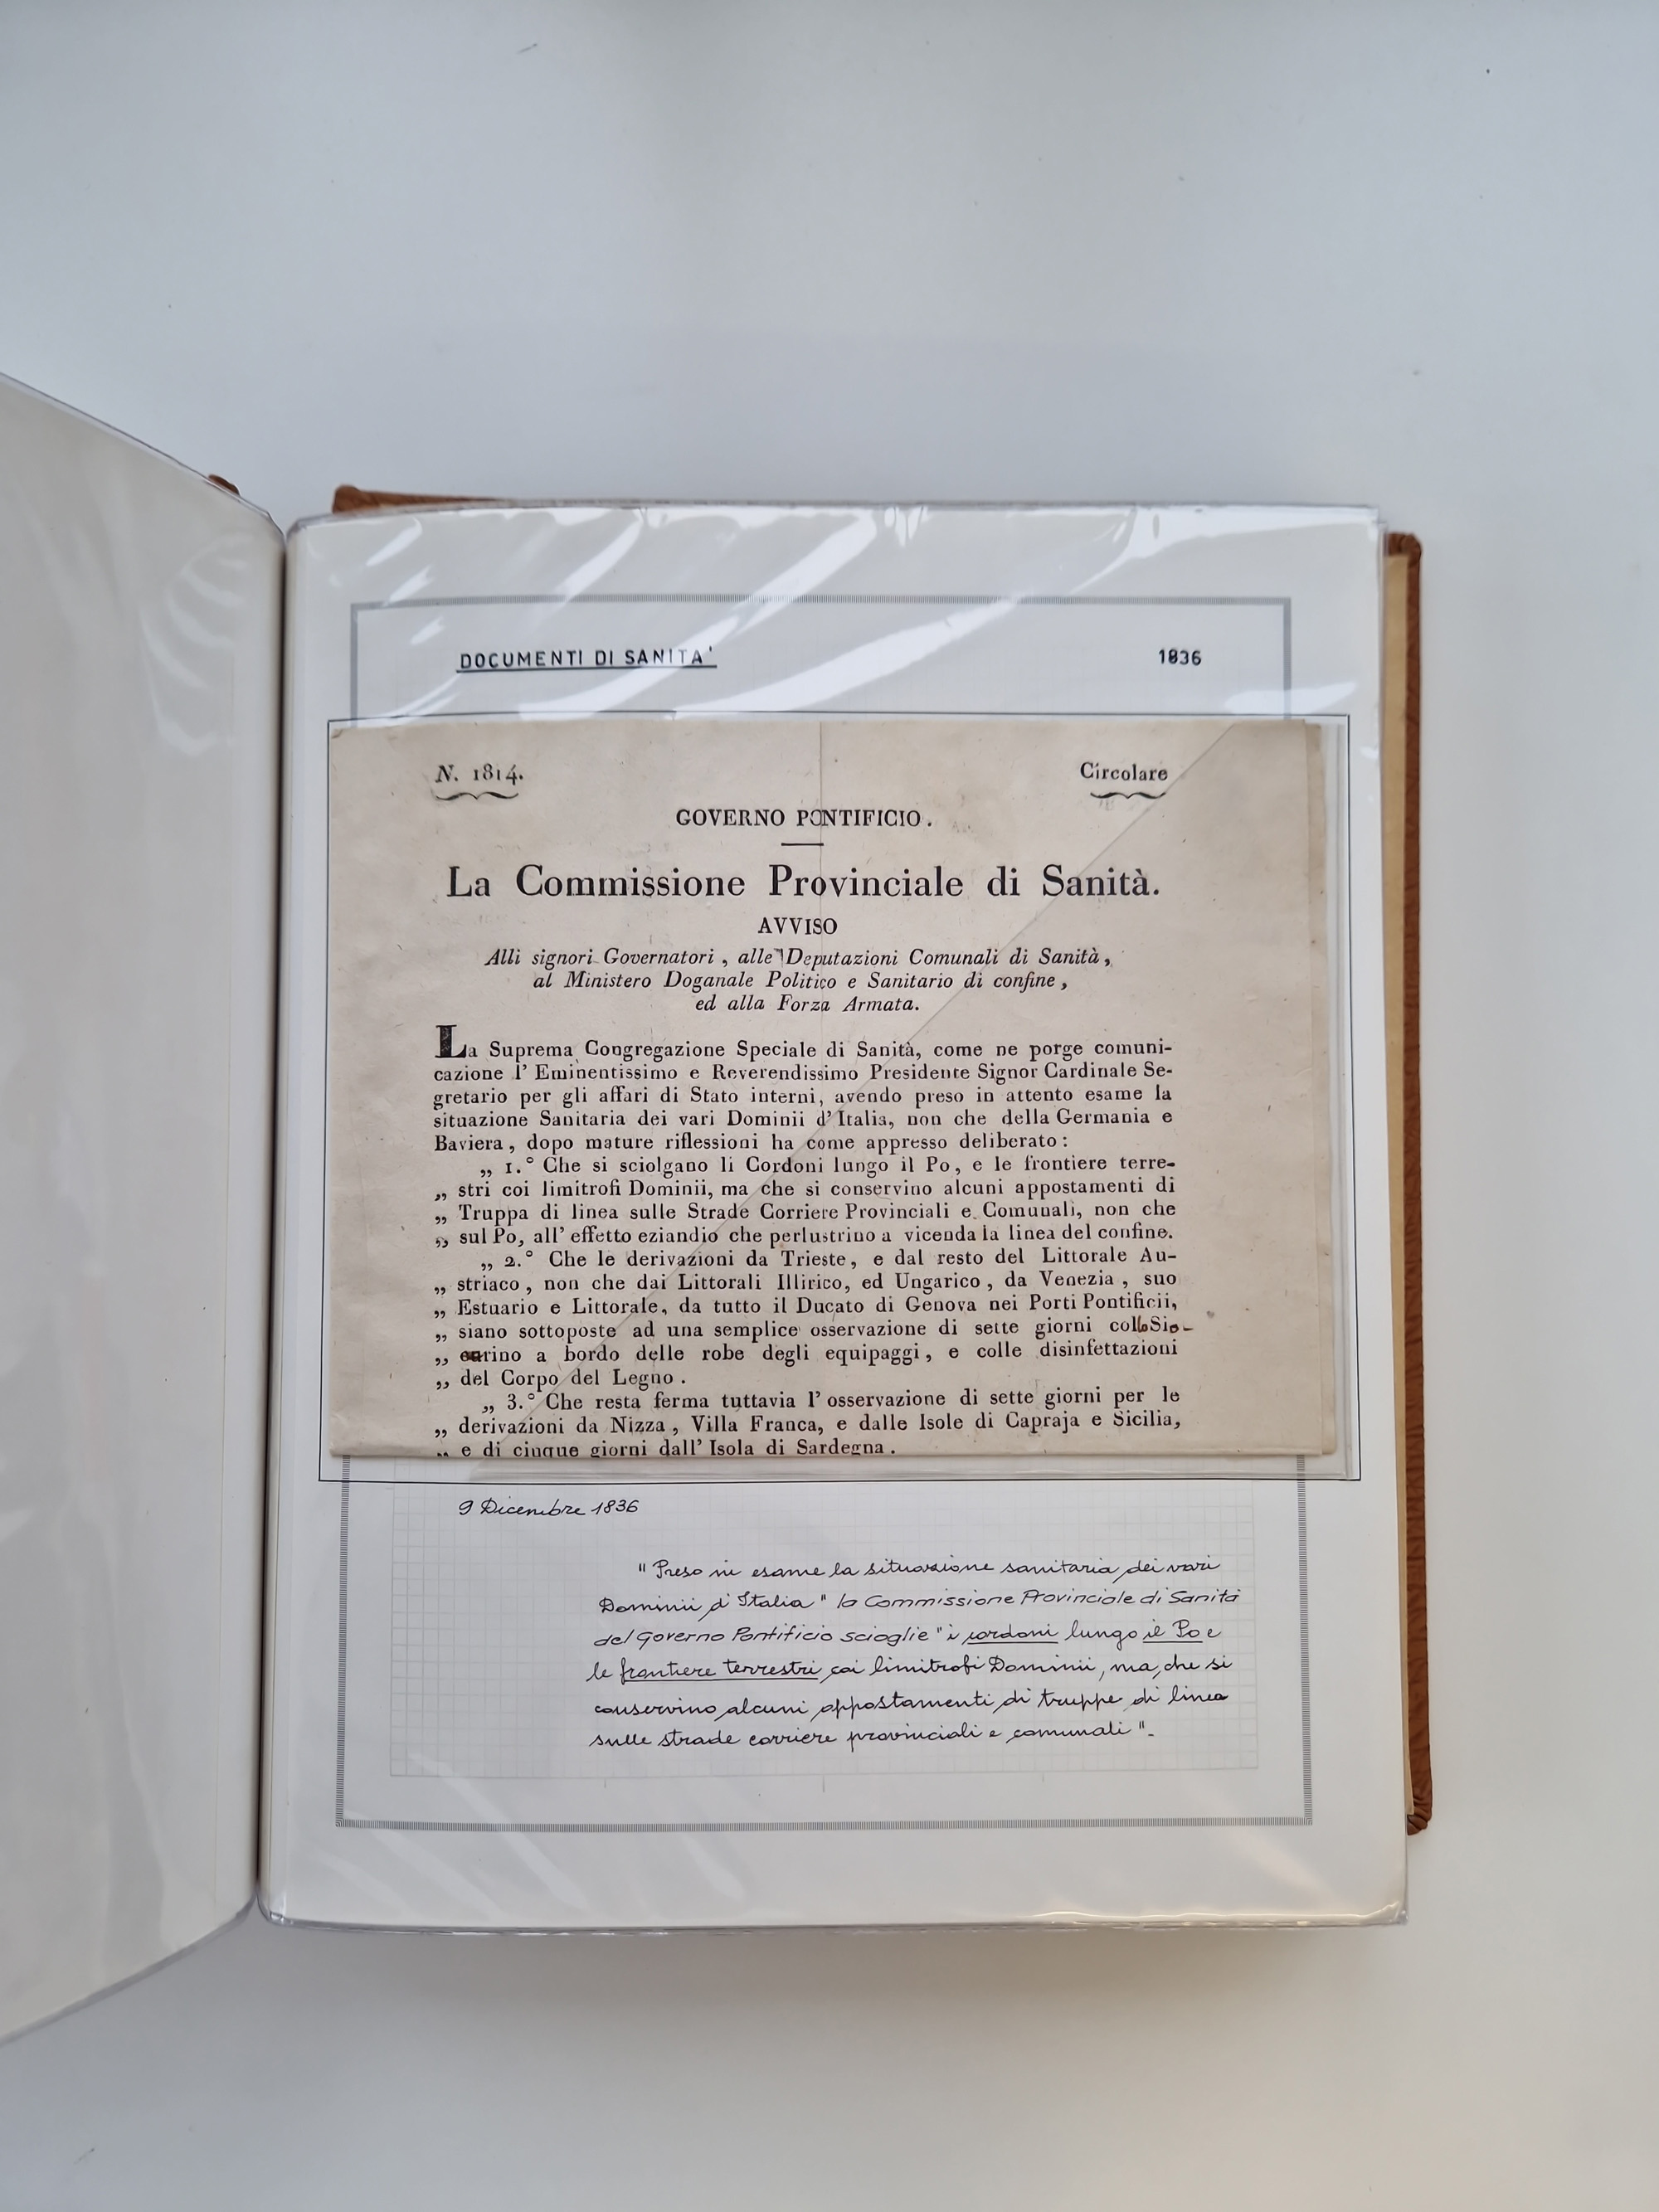 DOCUMENTI DI SANITA'
1836
N. 1814.
Circolare
GOVERNO PONTIFICIO.
La Commissione Provinciale di Sanità.
AVVISO
Alli signori Governatori, alle Deputazioni Comunali di Sanità,
al Ministero Doganale Politico e Sanitario di confine,
ed alla Forza Armata.
La Suprema Congregazione Speciale di Sanità, come ne porge comuni-
cazione l' Eminentissimo e Reverendissimo Presidente Signor Cardinale Se-
gretario per gli affari di Stato interni, avendo preso in attento esame la
situazione Sanitaria dei vari Dominii d' Italia, non che della Germania e
Baviera, dopo mature riflessioni ha come appresso deliberato:
„ 1.° Che si sciolgano li Cordoni lungo il Po, e le frontiere terre-
„ stri coi limitrofi Dominii, ma che si conservino alcuni appostamenti di
„ Truppa di linea sulle Strade Corriere Provinciali e Comunali, non che
„ sul Po, all' effetto eziandio che perlustrino a vicenda la linea del confine.
„ 2.° Che le derivazioni da Trieste, e dal resto del Littorale Au-
„ striaco, non che dai Littorali Illirico, ed Ungarico, da Venezia, suo
„ Estuario e Littorale, da tutto il Ducato di Genova nei Porti Pontificii,
„ siano sottoposte ad una semplice osservazione di sette giorni
„ a bordo delle robe degli equipaggi, e colle disinfettazioni
„ del Corpo del Legno.
„ 3.° Che resta ferma tuttavia l' osservazione di sette giorni per le
„ derivazioni da Nizza, Villa Franca, e dalle Isole di Capraja e Sicilia,
„ e di cinque giorni dall' Isola di Sardegna.
9 Dicembre 1836
"Preso in esame la situazione sanitaria dei vari
Dominii d'Italia" la Commissione Provinciale di Sanità
del Governo Pontificio scioglie "i cordoni lungo il Po e
le frontiere terrestri coi limitrofi Dominii, ma, che si
conservino alcuni appostamenti di truppe di linea
sulle strade corriere provinciali e comunali".